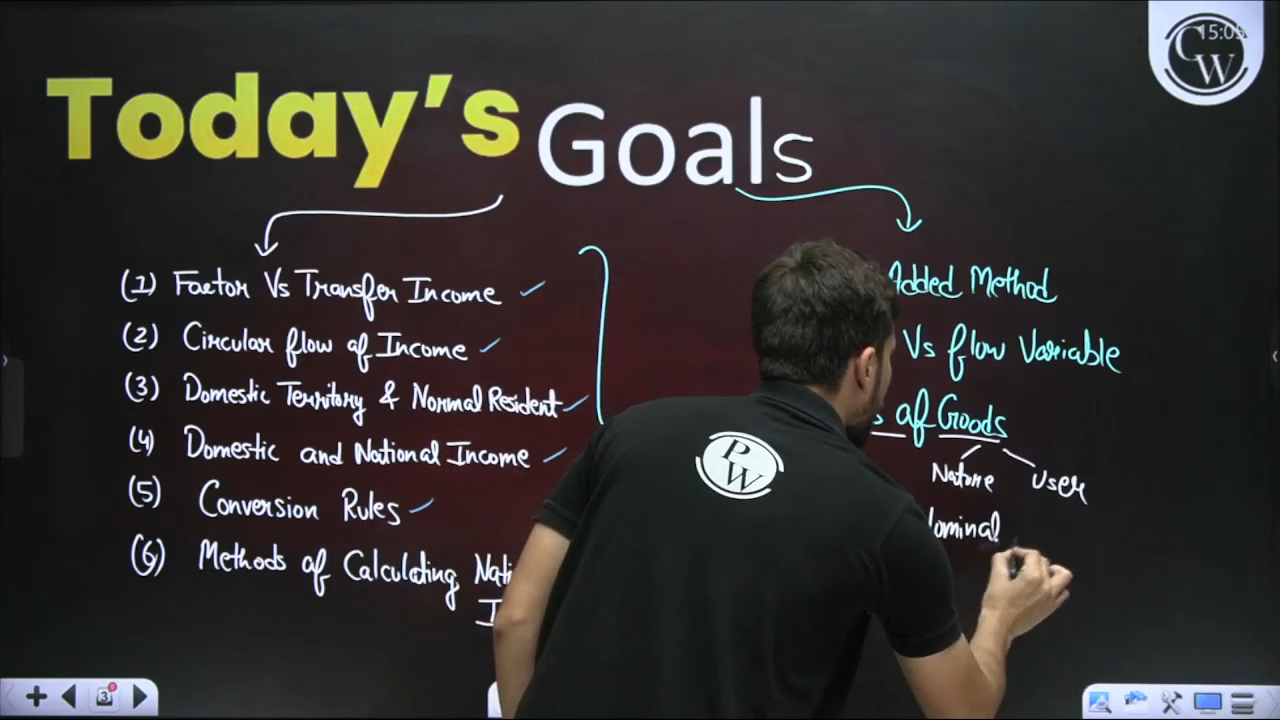 15:05
CW
Today's Goals
(1) Factor Vs Transfer Income
(2) Circular flow of Income
(3) Domestic Territory & Normal Resident
(4) Domestic and National Income
(5) Conversion Rules
(6) Methods of Calculating
Added Method
Vs flow Variable
of Goods
Nature
User
PW
3